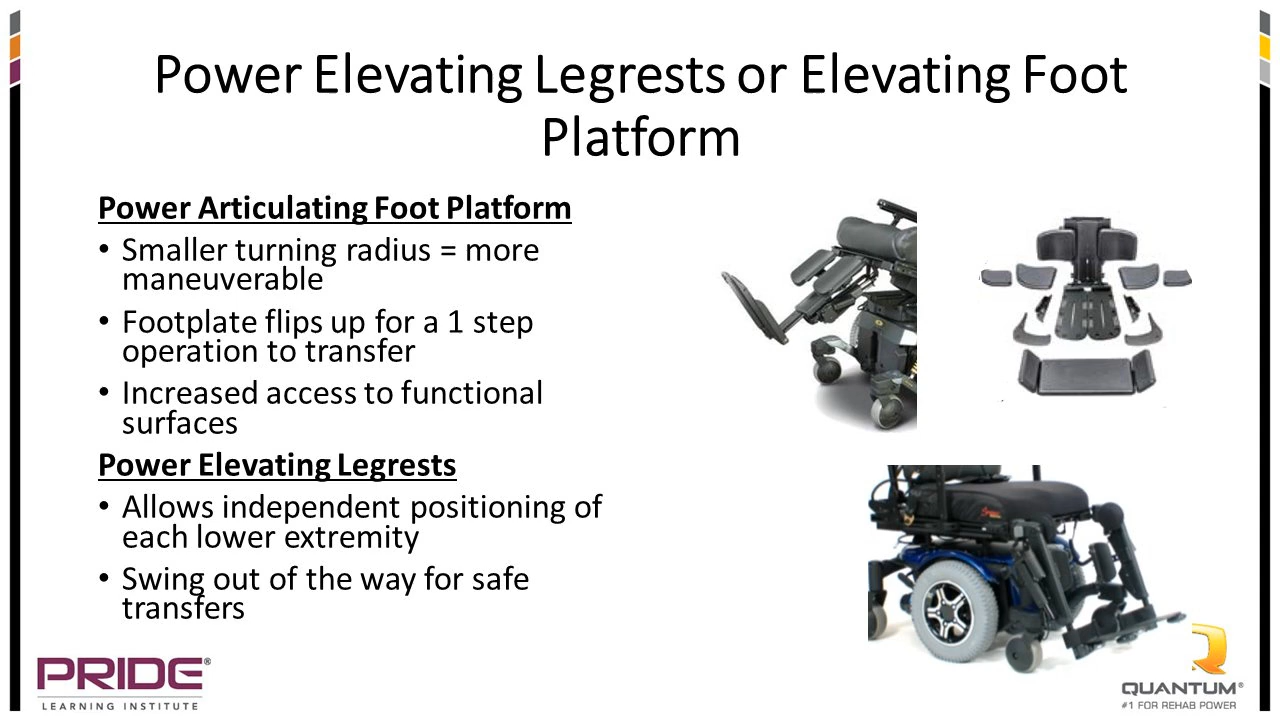 Power Elevating Legrests or Elevating Foot
Platform
Power Articulating Foot Platform
• Smaller turning radius = more
maneuverable
• Footplate flips up for a 1 step
operation to transfer
• Increased access to functional
surfaces
Power Elevating Legrests
• Allows independent positioning of
each lower extremity
• Swing out of the way for safe
transfers
PRIDE®
LEARNING INSTITUTE
QUANTUM®
#1 FOR REHAB POWER